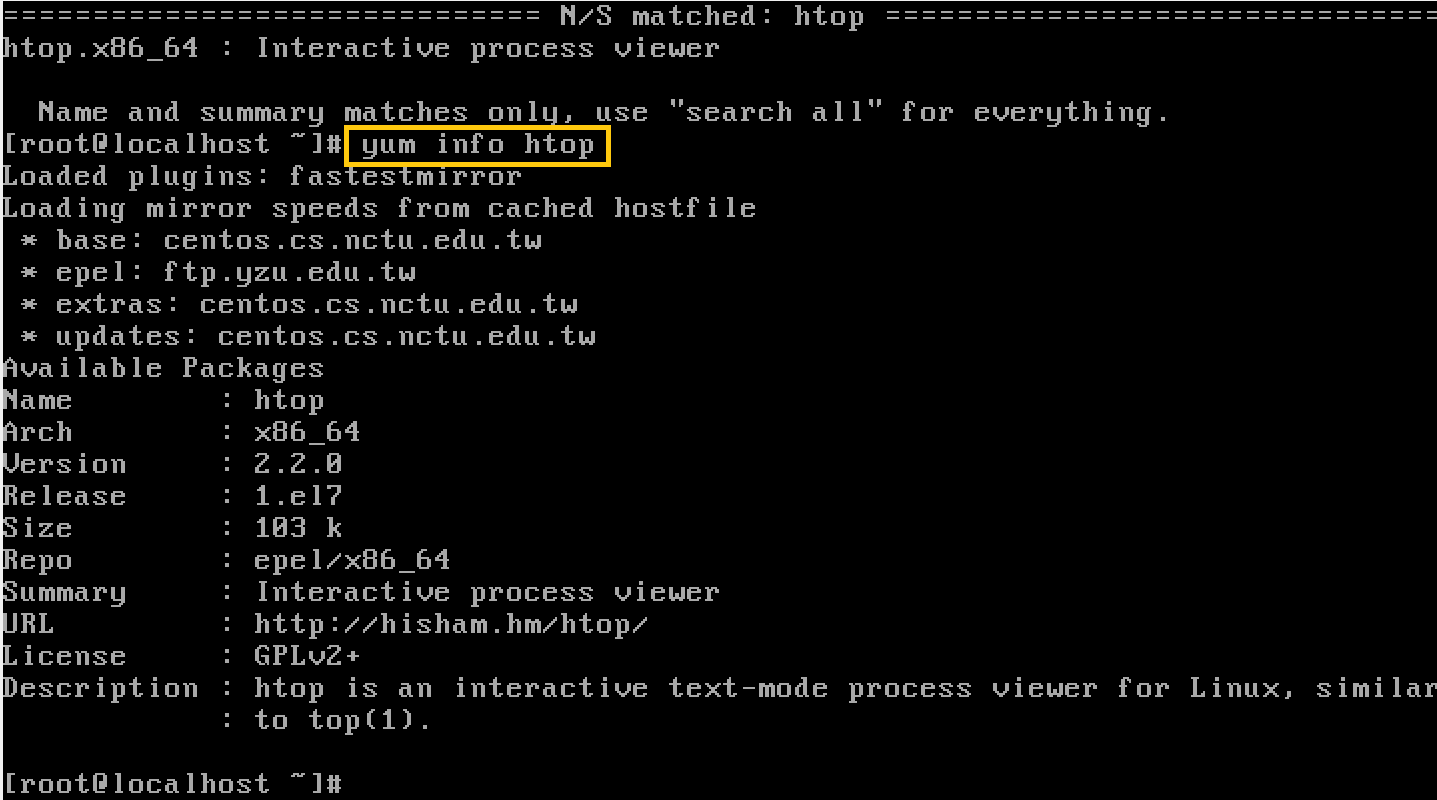 ============================== N/S matched: htop ===============================
htop.x86_64 : Interactive process viewer
  Name and summary matches only, use "search all" for everything.
[root@localhost ~]# yum info htop
Loaded plugins: fastestmirror
Loading mirror speeds from cached hostfile
 * base: centos.cs.nctu.edu.tw
 * epel: ftp.yzu.edu.tw
 * extras: centos.cs.nctu.edu.tw
 * updates: centos.cs.nctu.edu.tw
Available Packages
Name        : htop
Arch        : x86_64
Version     : 2.2.0
Release     : 1.el7
Size        : 103 k
Repo        : epel/x86_64
Summary     : Interactive process viewer
URL         : http://hisham.hm/htop/
License     : GPLv2+
Description : htop is an interactive text-mode process viewer for Linux, similar
            : to top(1).
[root@localhost ~]#